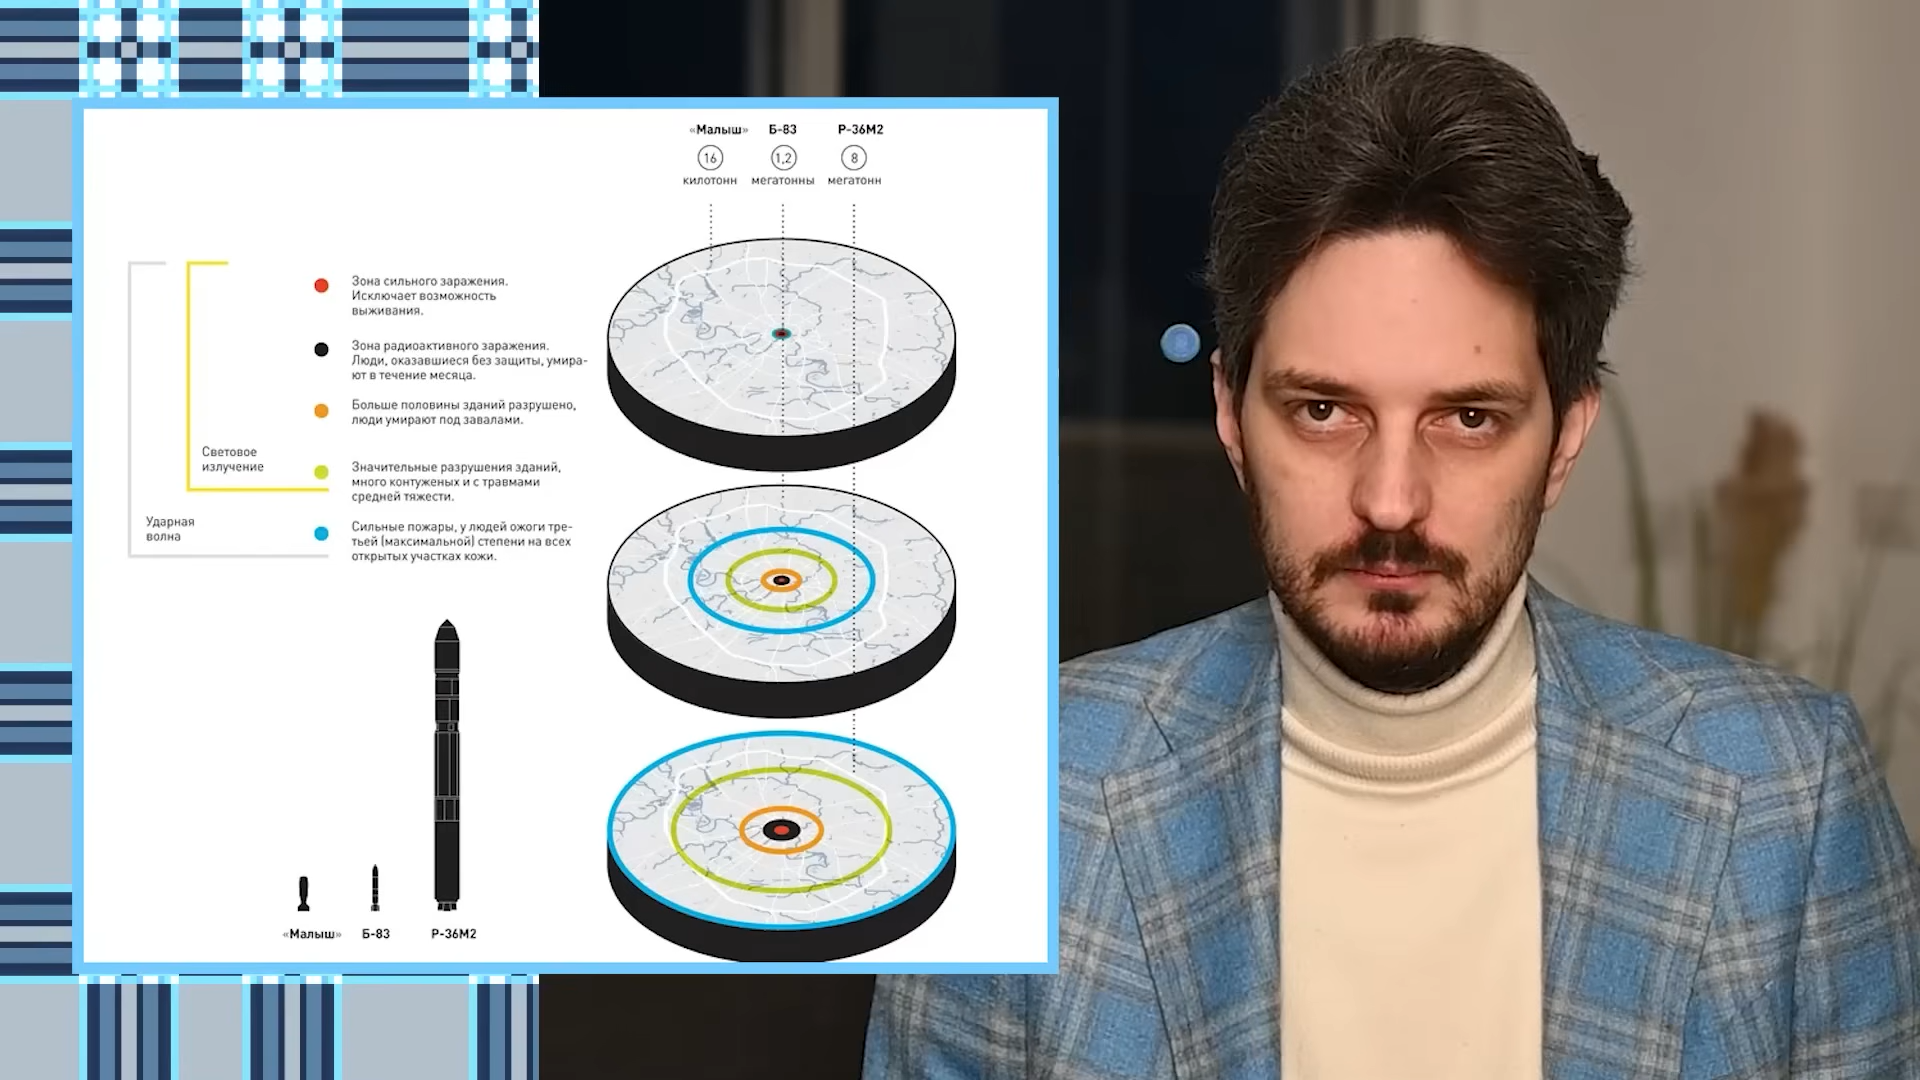 «Малыш» Б-83 Р-36М2
16 1,2 8
килотонн мегатонны мегатонн
Зона сильного заражения.
Исключает возможность
выживания.
Зона радиоактивного заражения.
Люди, оказавшиеся без защиты, умира-
ют в течение месяца.
Больше половины зданий разрушено,
люди умирают под завалами.
Световое
излучение
Значительные разрушения зданий,
много контуженых и с травмами
средней тяжести.
Ударная
волна
Сильные пожары, у людей ожоги тре-
тьей (максимальной) степени на всех
открытых участках кожи.
«Малыш» Б-83 Р-36М2